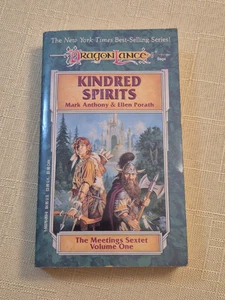 The New York Times Best-Selling Series!
DRAGONLANCE
Saga
KINDRED
SPIRITS
Mark Anthony & Ellen Porath
The Meetings Sextet
Volume One